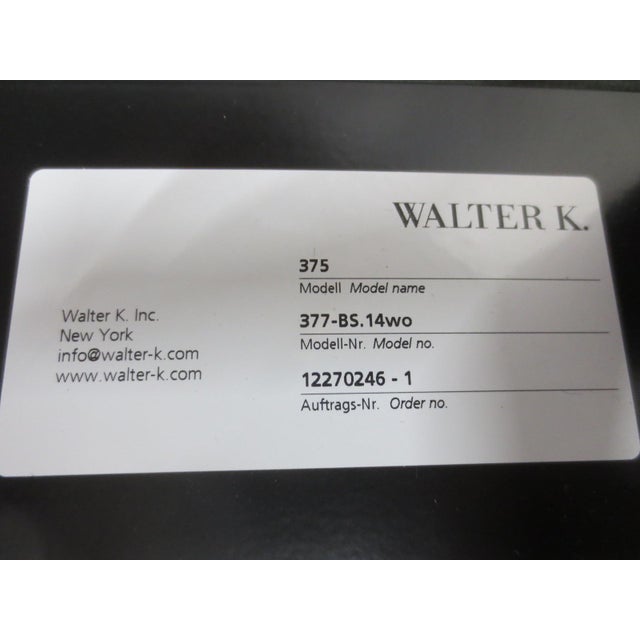 WALTER K.
375
Modell Model name
377-BS.14wo
Modell-Nr. Model no.
12270246 - 1
Auftrags-Nr. Order no.
Walter K. Inc.
New York
info@walter-k.com
www.walter-k.com